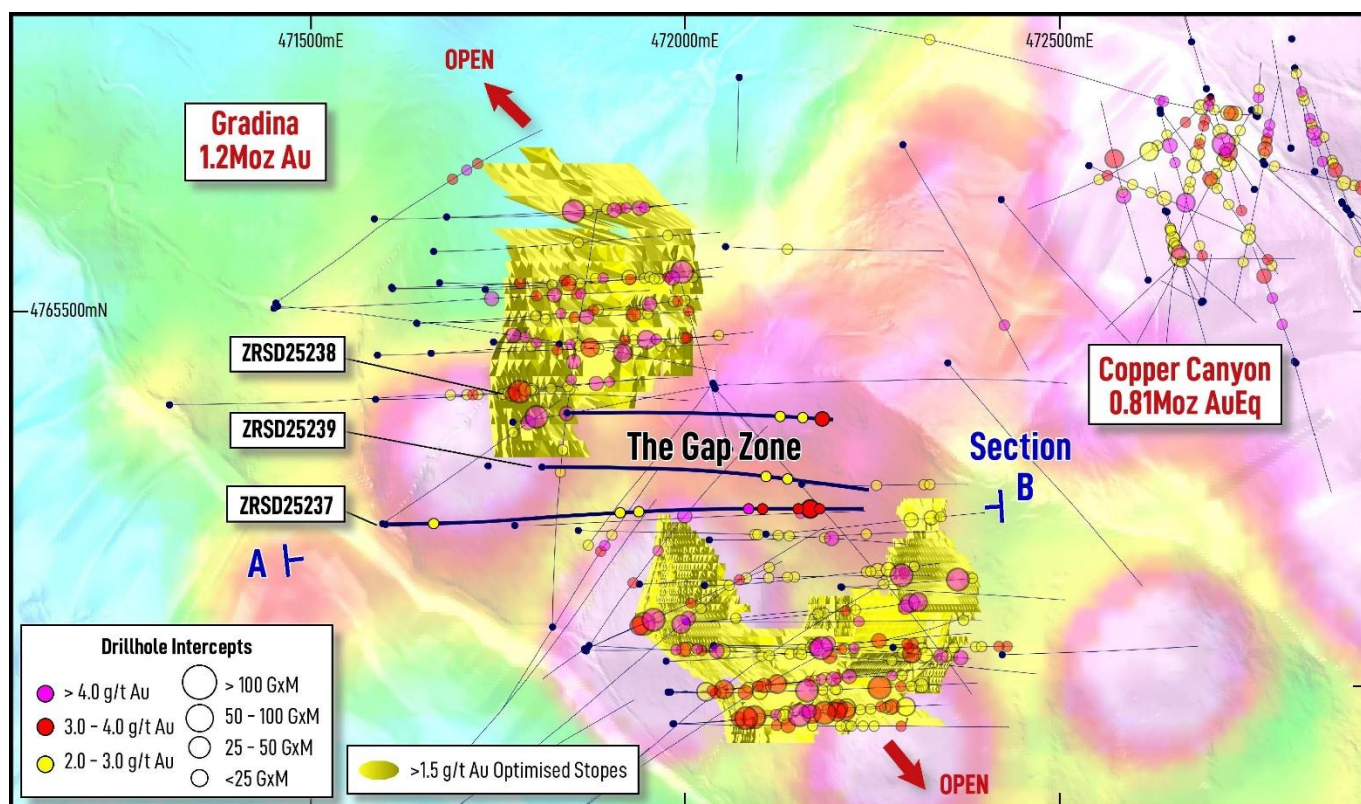 471500mE
472000mE
472500mE
OPEN
Gradina
1.2Moz Au
4765500mN
ZRSD25238
ZRSD25239
ZRSD25237
The Gap Zone
Section
B
A
Copper Canyon
0.81Moz AuEq
Drillhole Intercepts
> 4.0 g/t Au
3.0 – 4.0 g/t Au
2.0 – 3.0 g/t Au
> 100 GxM
50 – 100 GxM
25 – 50 GxM
<25 GxM
>1.5 g/t Au Optimised Stopes
OPEN